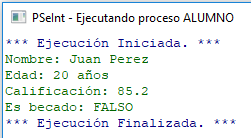 PSeInt - Ejecutando proceso ALUMNO
*** Ejecución Iniciada. ***
Nombre: Juan Perez
Edad: 20 años
Calificación: 85.2
Es becado: FALSO
*** Ejecución Finalizada. ***